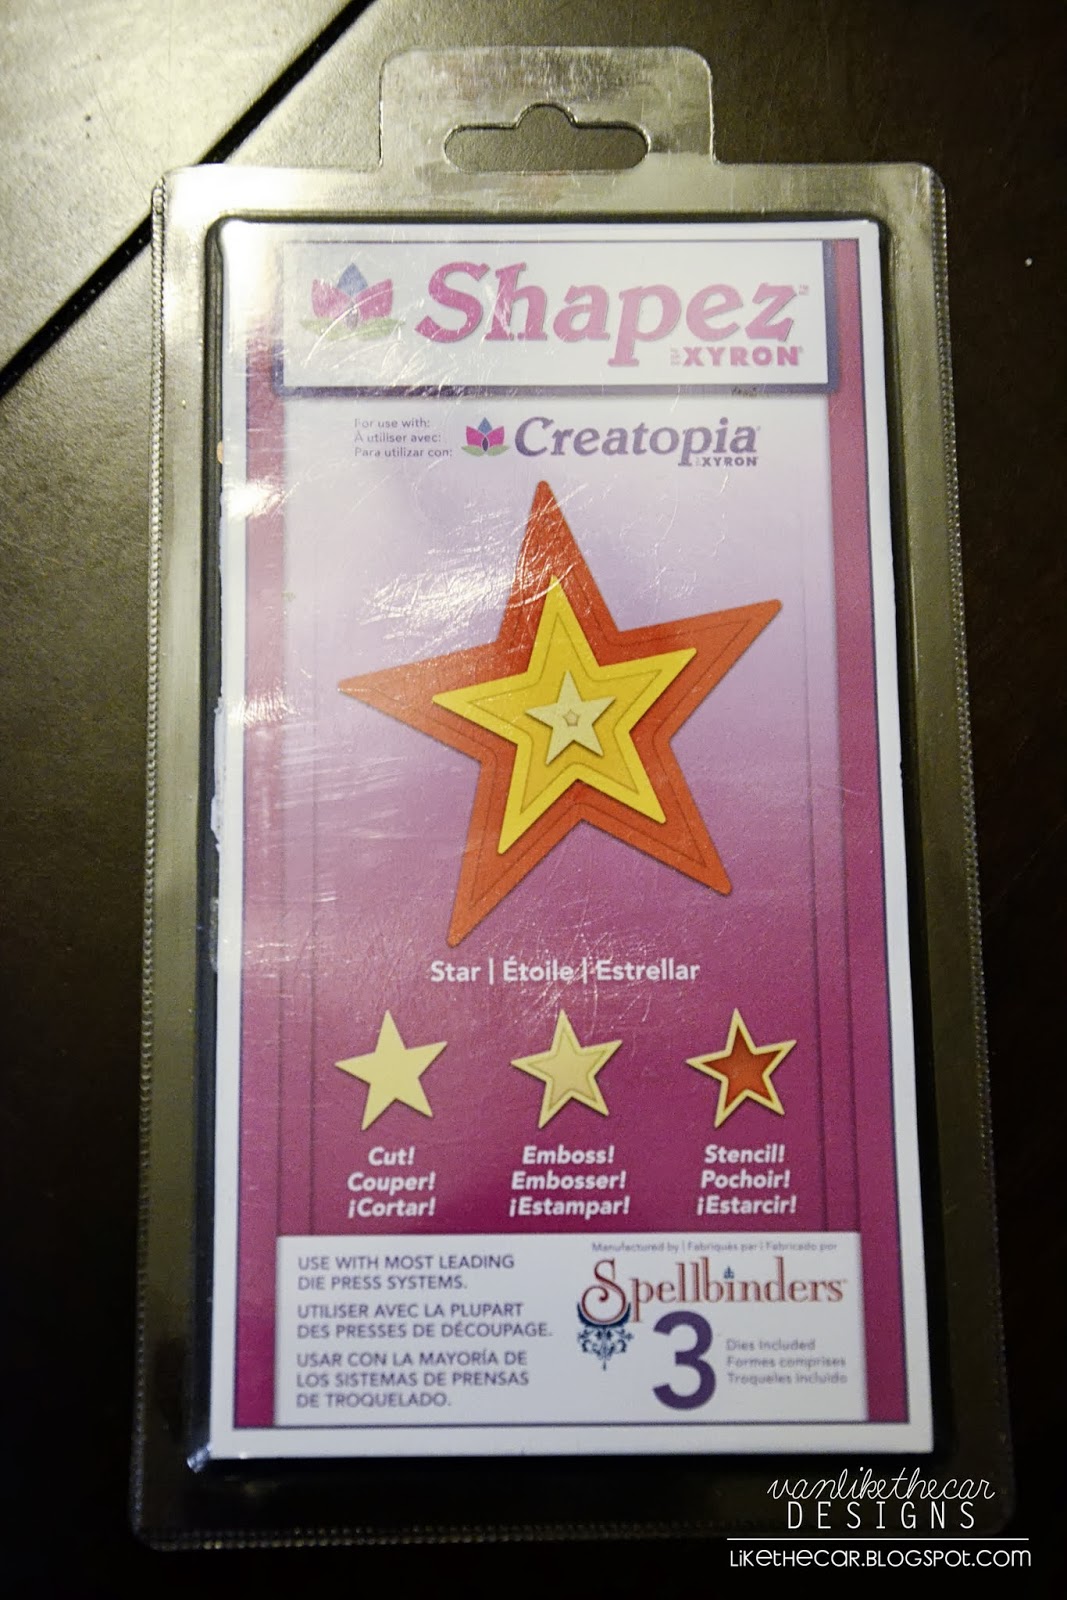 Shapez™
BY XYRON®
For use with:
À utiliser avec:
Para utilizar con:
Creatopia®
BY XYRON®
Star | Étoile | Estrellar
Cut!
Couper!
¡Cortar!
Emboss!
Embosser!
¡Estampar!
Stencil!
Pochoir!
¡Estarcir!
USE WITH MOST LEADING
DIE PRESS SYSTEMS.
UTILISER AVEC LA PLUPART
DES PRESSES DE DÉCOUPAGE.
USAR CON LA MAYORÍA DE
LOS SISTEMAS DE PRENSAS
DE TROQUELADO.
Manufactured by | Fabriqués par | Fabricado por
Spellbinders®
3
Dies Included
Formes comprises
Troqueles incluido
vanlikethecar
DESIGNS
LIKETHECAR.BLOGSPOT.COM